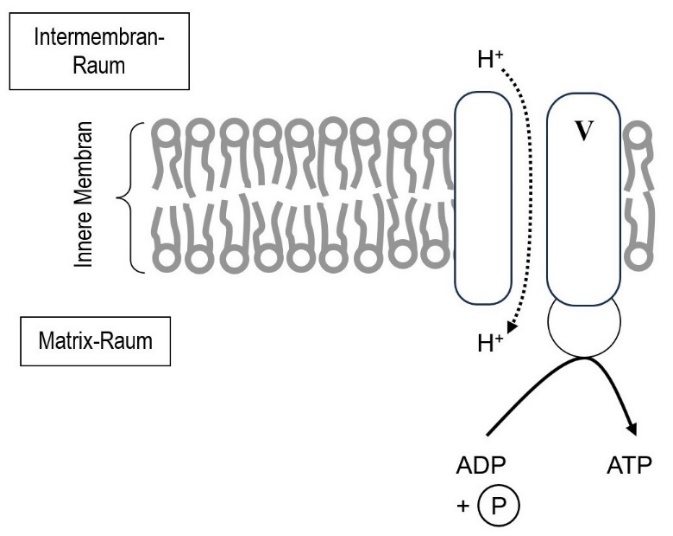 Intermembran-
Raum
H⁺
V
Innere Membran
Matrix-Raum
H⁺
ADP
+ P
ATP